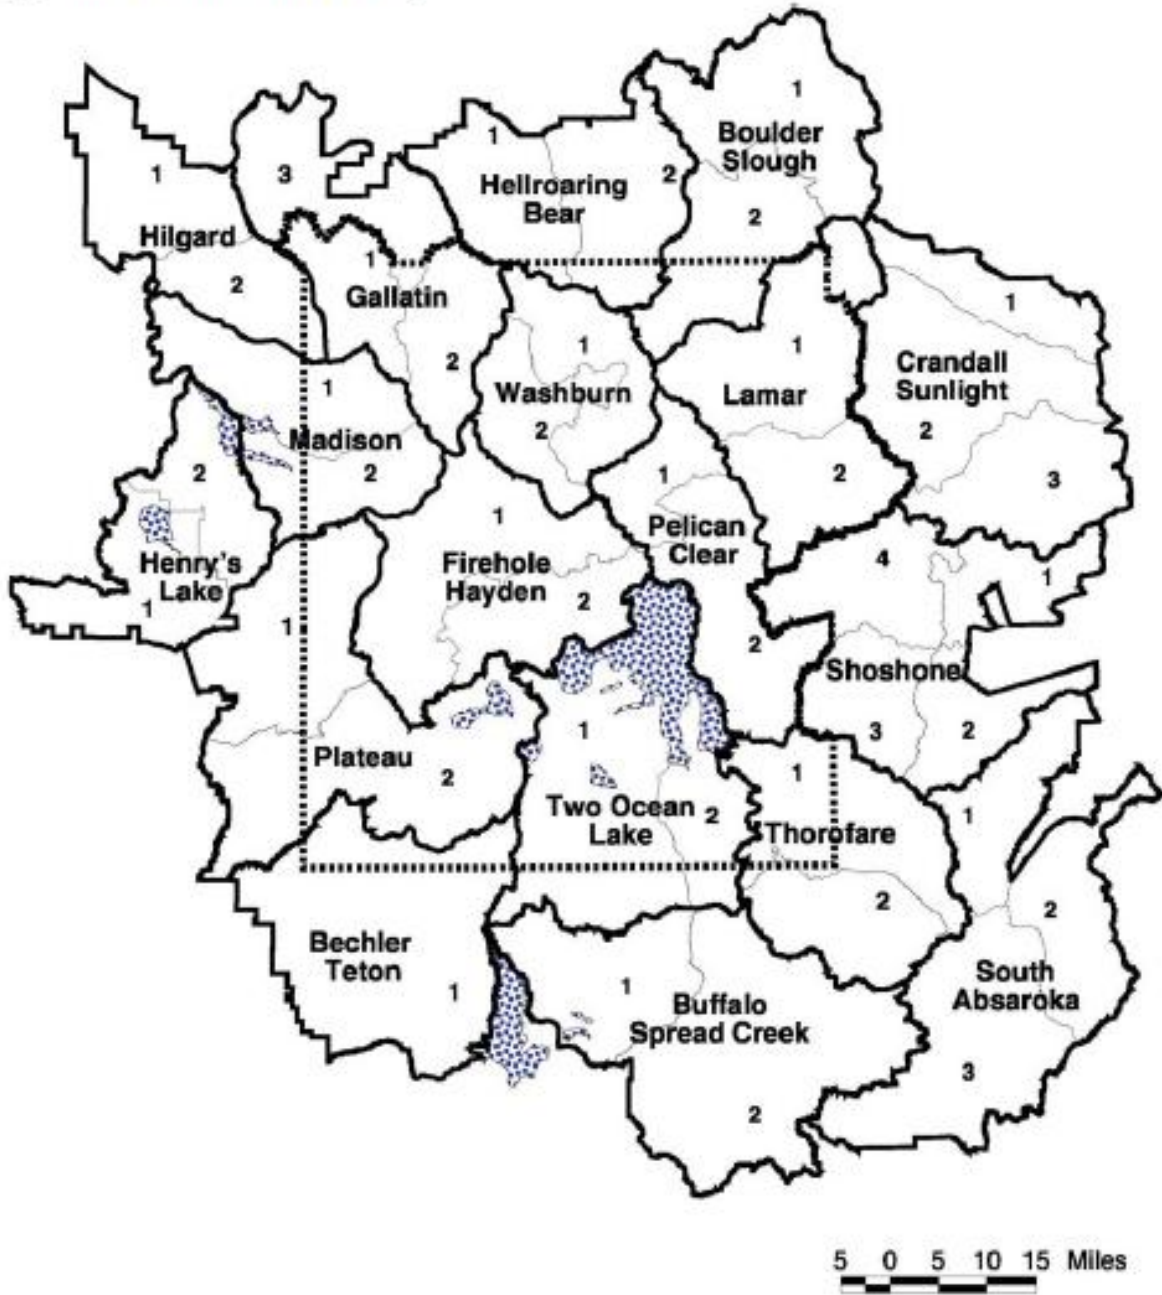 1
Boulder
Slough
1
2
1
3
Hellroaring
Bear
2
Hilgard
1
2
Gallatin
1
2
1
Washburn
2
1
Lamar
2
1
Crandall
Sunlight
2
3
1
Madison
2
2
Henry's
Lake
1
1
Firehole
Hayden
2
1
Pelican
Clear
2
4
1
Shoshone
3
2
1
Plateau
2
1
Two Ocean
Lake
2
1
Thorofare
2
1
2
South
Absaroka
3
Bechler
Teton
1
1
Buffalo
Spread Creek
2
5 0 5 10 15 Miles